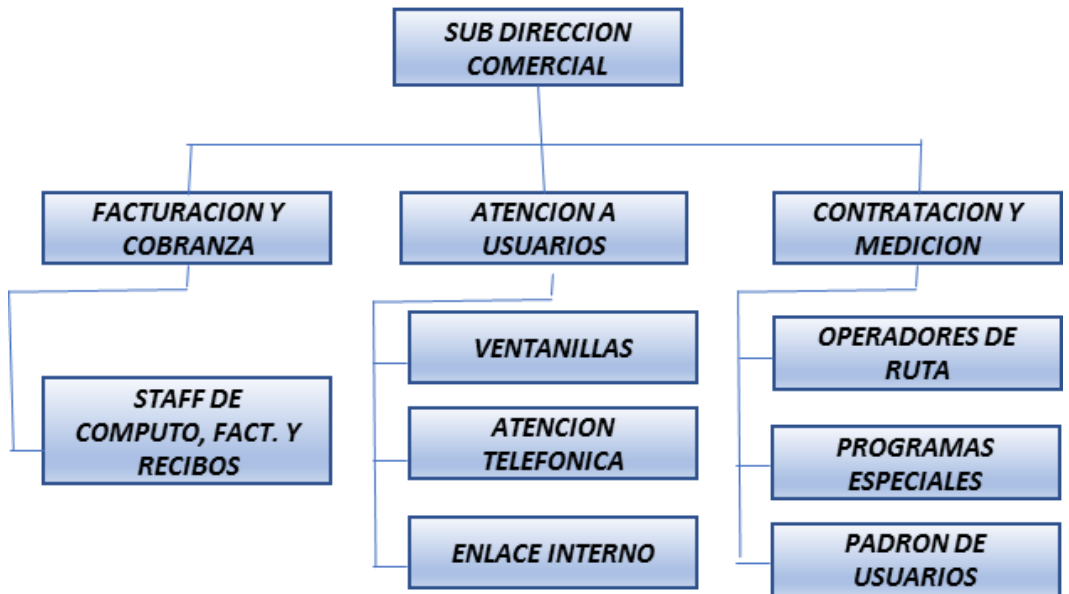 SUB DIRECCION
COMERCIAL
FACTURACION Y
COBRANZA
ATENCION A
USUARIOS
CONTRATACION Y
MEDICION
STAFF DE
COMPUTO, FACT. Y
RECIBOS
VENTANILLAS
ATENCION
TELEFONICA
ENLACE INTERNO
OPERADORES DE
RUTA
PROGRAMAS
ESPECIALES
PADRON DE
USUARIOS